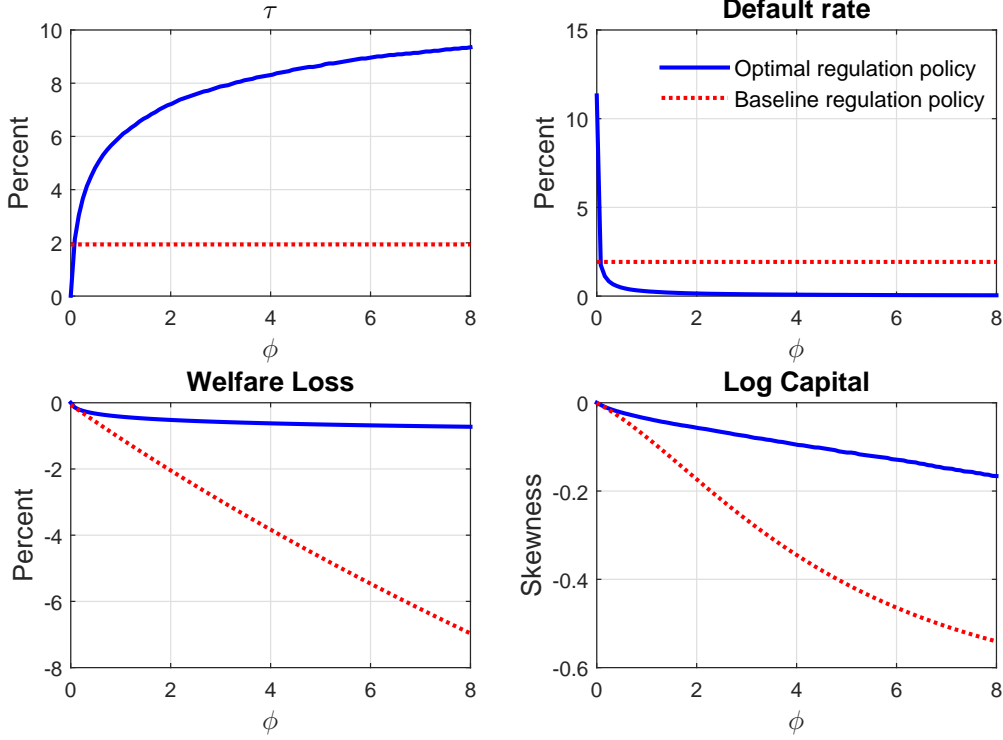 τ
Percent
10
8
6
4
2
0
0 2 4 6 8
ϕ
Default rate
Percent
15
10
5
0
Optimal regulation policy
Baseline regulation policy
0 2 4 6 8
ϕ
Welfare Loss
Percent
0
-2
-4
-6
-8
0 2 4 6 8
ϕ
Log Capital
Skewness
0
-0.2
-0.4
-0.6
0 2 4 6 8
ϕ